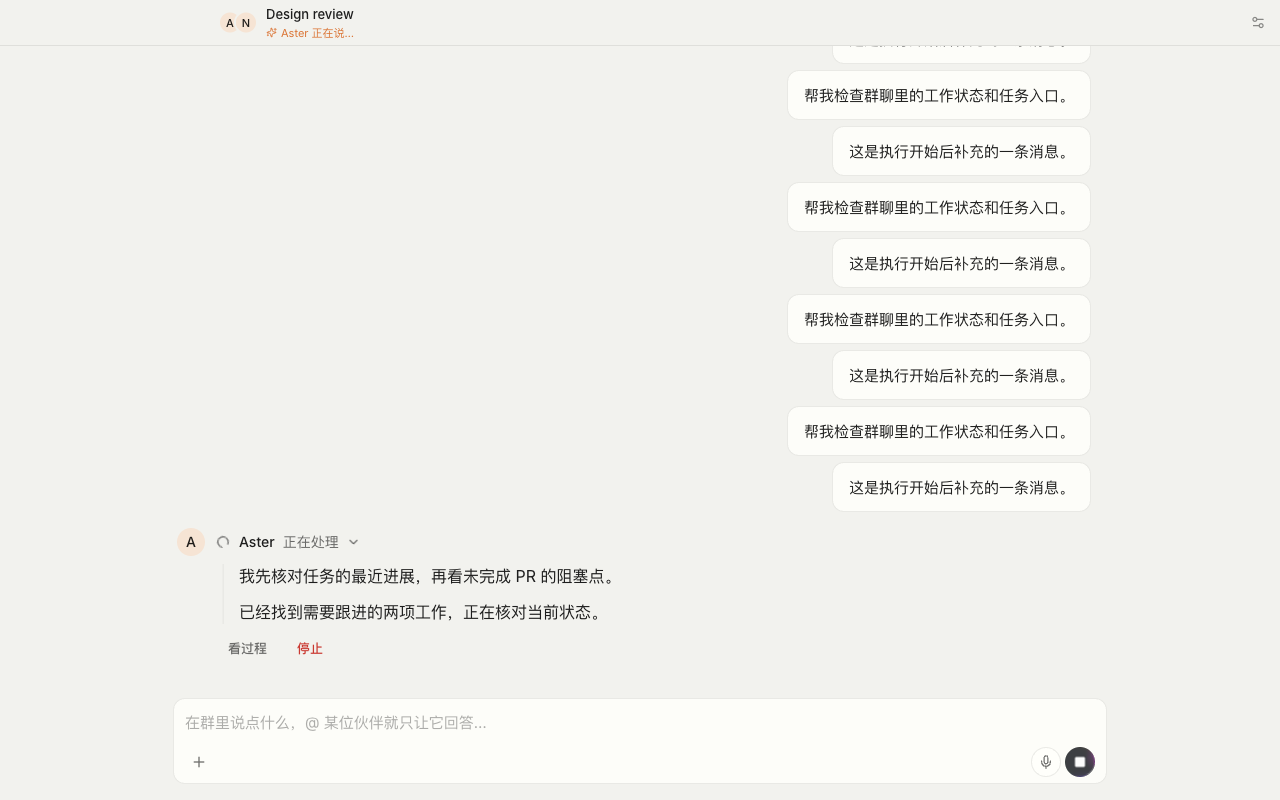 A N
Design review
Aster 正在说...
帮我检查群聊里的工作状态和任务入口。
这是执行开始后补充的一条消息。
帮我检查群聊里的工作状态和任务入口。
这是执行开始后补充的一条消息。
帮我检查群聊里的工作状态和任务入口。
这是执行开始后补充的一条消息。
帮我检查群聊里的工作状态和任务入口。
这是执行开始后补充的一条消息。
A Aster 正在处理
我先核对任务的最近进展，再看未完成 PR 的阻塞点。
已经找到需要跟进的两项工作，正在核对当前状态。
看过程 停止
在群里说点什么，@ 某位伙伴就只让它回答...